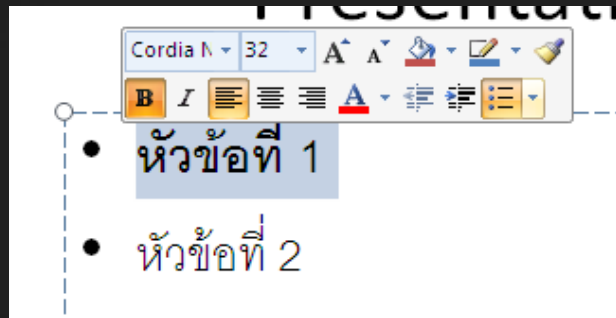 Presentati
Cordia N 32 A A
B I A
• หัวข้อที่ 1
• หัวข้อที่ 2